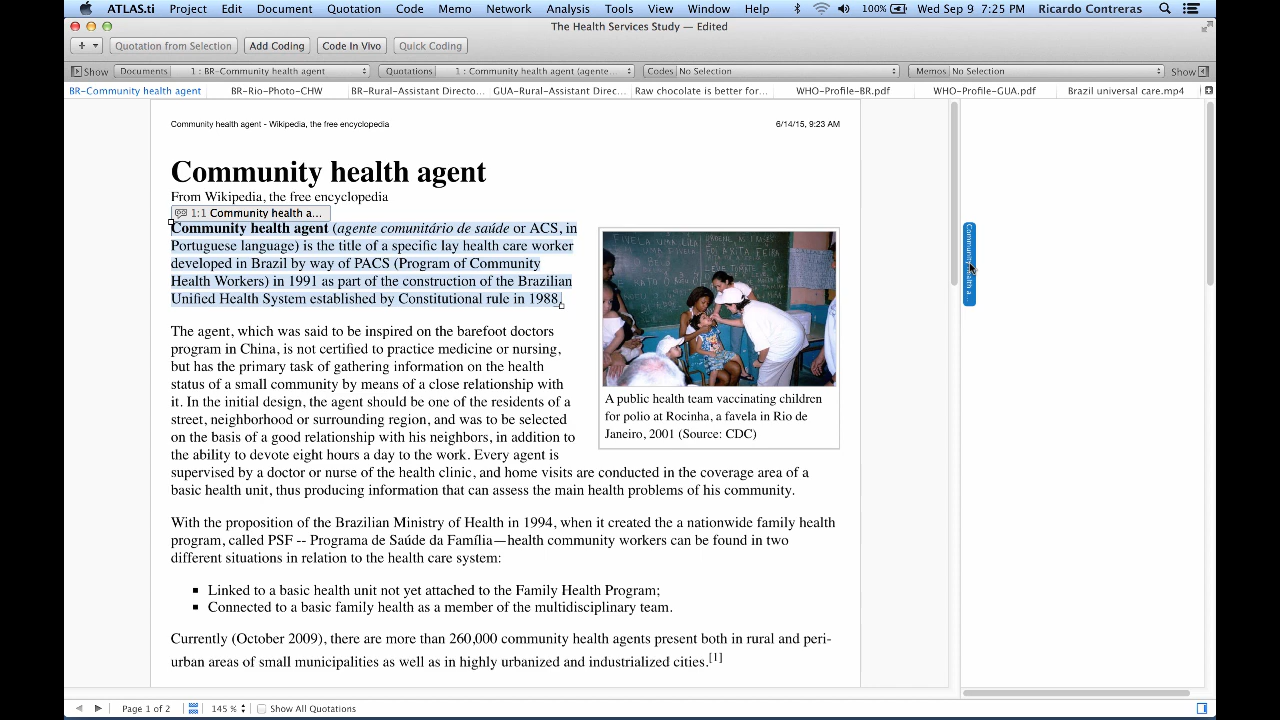 ATLAS.ti Project Edit Document Quotation Code Memo Network Analysis Tools View Window Help 100% Wed Sep 9 7:25 PM Ricardo Contreras
The Health Services Study — Edited
+ Quotation from Selection Add Coding Code In Vivo Quick Coding
Show Documents 1 : BR-Community health agent Quotations 1 : Community health agent (agente... Codes No Selection Memos No Selection Show
BR-Community health agent BR-Rio-Photo-CHW BR-Rural-Assistant Directo... GUA-Rural-Assistant Direc... Raw chocolate is better for... WHO-Profile-BR.pdf WHO-Profile-GUA.pdf Brazil universal care.mp4
Community health agent - Wikipedia, the free encyclopedia 6/14/15, 9:23 AM
Community health agent
From Wikipedia, the free encyclopedia
1:1 Community health a...
Community health agent (agente comunitário de saúde or ACS, in
Portuguese language) is the title of a specific lay health care worker
developed in Brazil by way of PACS (Program of Community
Health Workers) in 1991 as part of the construction of the Brazilian
Unified Health System established by Constitutional rule in 1988.
The agent, which was said to be inspired on the barefoot doctors
program in China, is not certified to practice medicine or nursing,
but has the primary task of gathering information on the health
status of a small community by means of a close relationship with
it. In the initial design, the agent should be one of the residents of a
street, neighborhood or surrounding region, and was to be selected
on the basis of a good relationship with his neighbors, in addition to
the ability to devote eight hours a day to the work. Every agent is
supervised by a doctor or nurse of the health clinic, and home visits are conducted in the coverage area of a
basic health unit, thus producing information that can assess the main health problems of his community.
A public health team vaccinating children
for polio at Rocinha, a favela in Rio de
Janeiro, 2001 (Source: CDC)
Community health a...
With the proposition of the Brazilian Ministry of Health in 1994, when it created the a nationwide family health
program, called PSF -- Programa de Saúde da Família—health community workers can be found in two
different situations in relation to the health care system:
Linked to a basic health unit not yet attached to the Family Health Program;
Connected to a basic family health as a member of the multidisciplinary team.
Currently (October 2009), there are more than 260,000 community health agents present both in rural and peri-
urban areas of small municipalities as well as in highly urbanized and industrialized cities.[1]
Page 1 of 2 145 % Show All Quotations